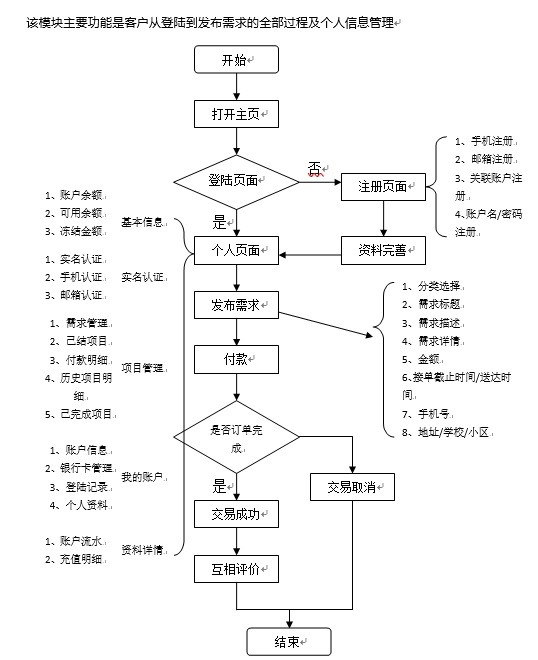 该模块主要功能是客户从登陆到发布需求的全部过程及个人信息管理
开始
打开主页
登陆页面
否
注册页面
1、手机注册
2、邮箱注册
3、关联账户注
册
4、账户名/密码
注册
是
资料完善
个人页面
基本信息
1、账户余额
2、可用余额
3、冻结金额
实名认证
1、实名认证
2、手机认证
3、邮箱认证
项目管理
1、需求管理
2、已结项目
3、付款明细
4、历史项目明
细
5、已完成项目
我的账户
1、账户信息
2、银行卡管理
3、登陆记录
4、个人资料
资料详情
1、账户流水
2、充值明细
发布需求
1、分类选择
2、需求标题
3、需求描述
4、需求详情
5、金额
6、接单截止时间/送达时
间
7、手机号
8、地址/学校/小区
付款
是否订单完
成
是
交易成功
交易取消
互相评价
结束